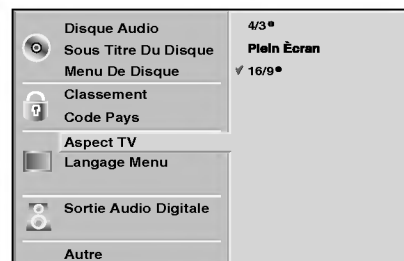 Disque Audio
Sous Titre Du Disque
Menu De Disque
Classement
Code Pays
Aspect TV
Langage Menu
Sortie Audio Digitale
Autre
4/3
Plein Ècran
16/9